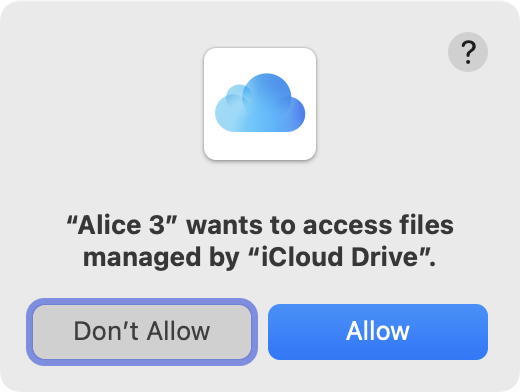 ?
“Alice 3” wants to access files
managed by “iCloud Drive”.
Don’t Allow
Allow